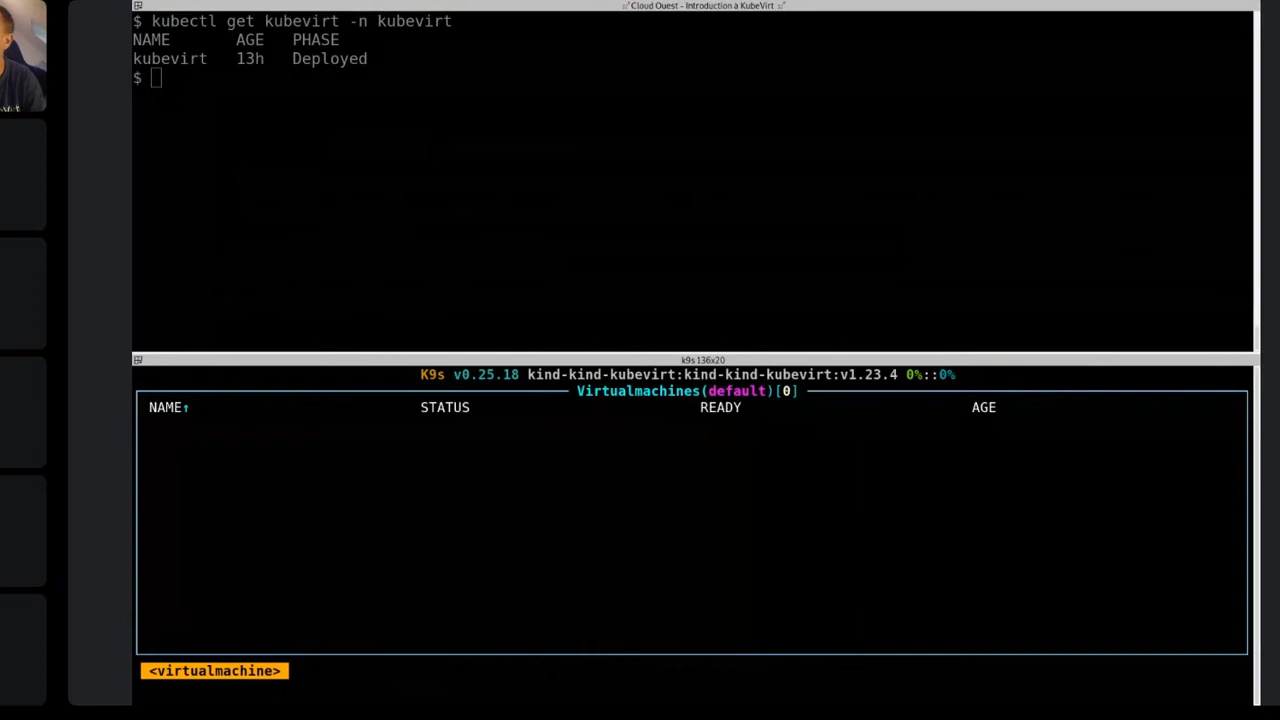 Cloud Ouest - Introduction à KubeVirt
$ kubectl get kubevirt -n kubevirt
NAME AGE PHASE
kubevirt 13h Deployed
$
k9s 136x20
K9s v0.25.18 kind-kind-kubevirt:kind-kind-kubevirt:v1.23.4 0%::0%
Virtualmachines(default)[0]
NAME↑ STATUS READY AGE
<virtualmachine>